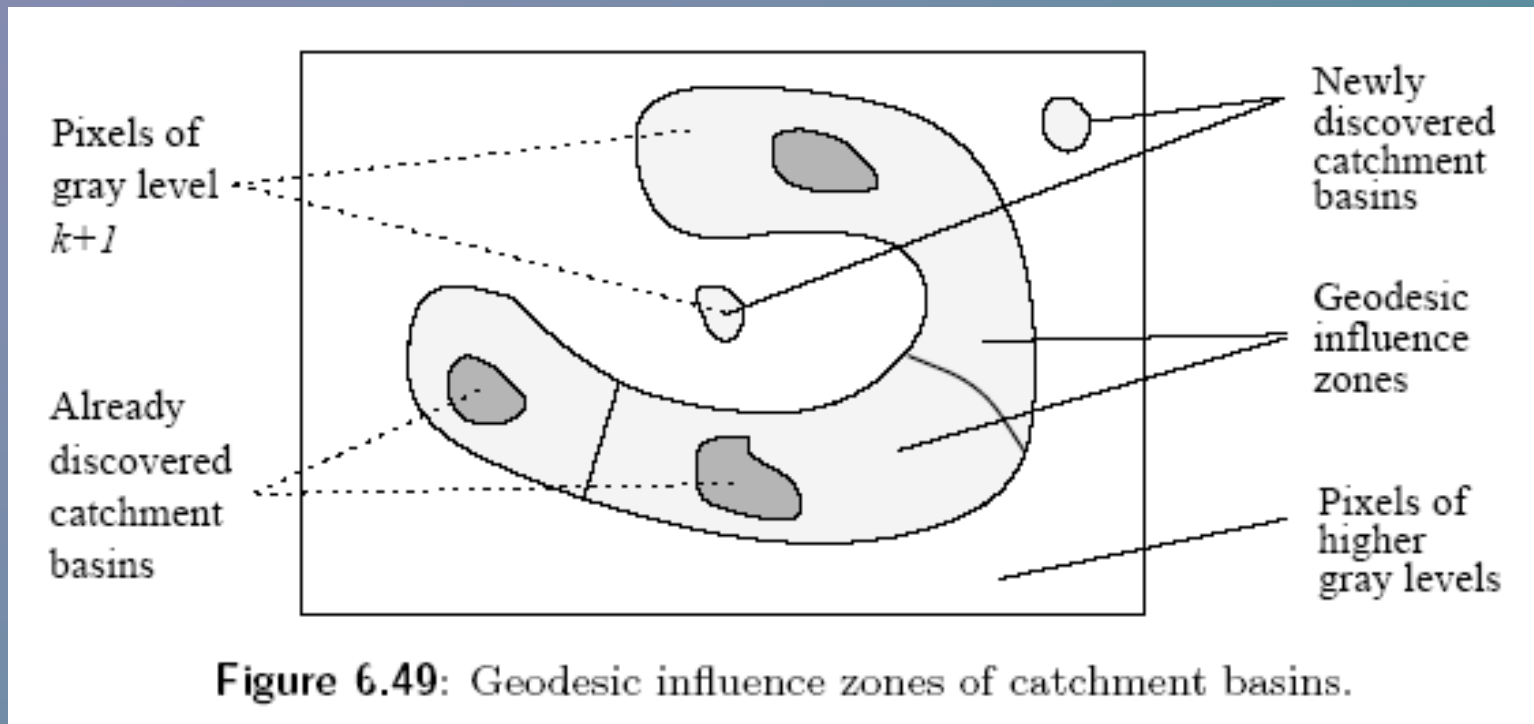 Pixels of
gray level
k+1
Already
discovered
catchment
basins
Newly
discovered
catchment
basins
Geodesic
influence
zones
Pixels of
higher
gray levels
Figure 6.49: Geodesic influence zones of catchment basins.